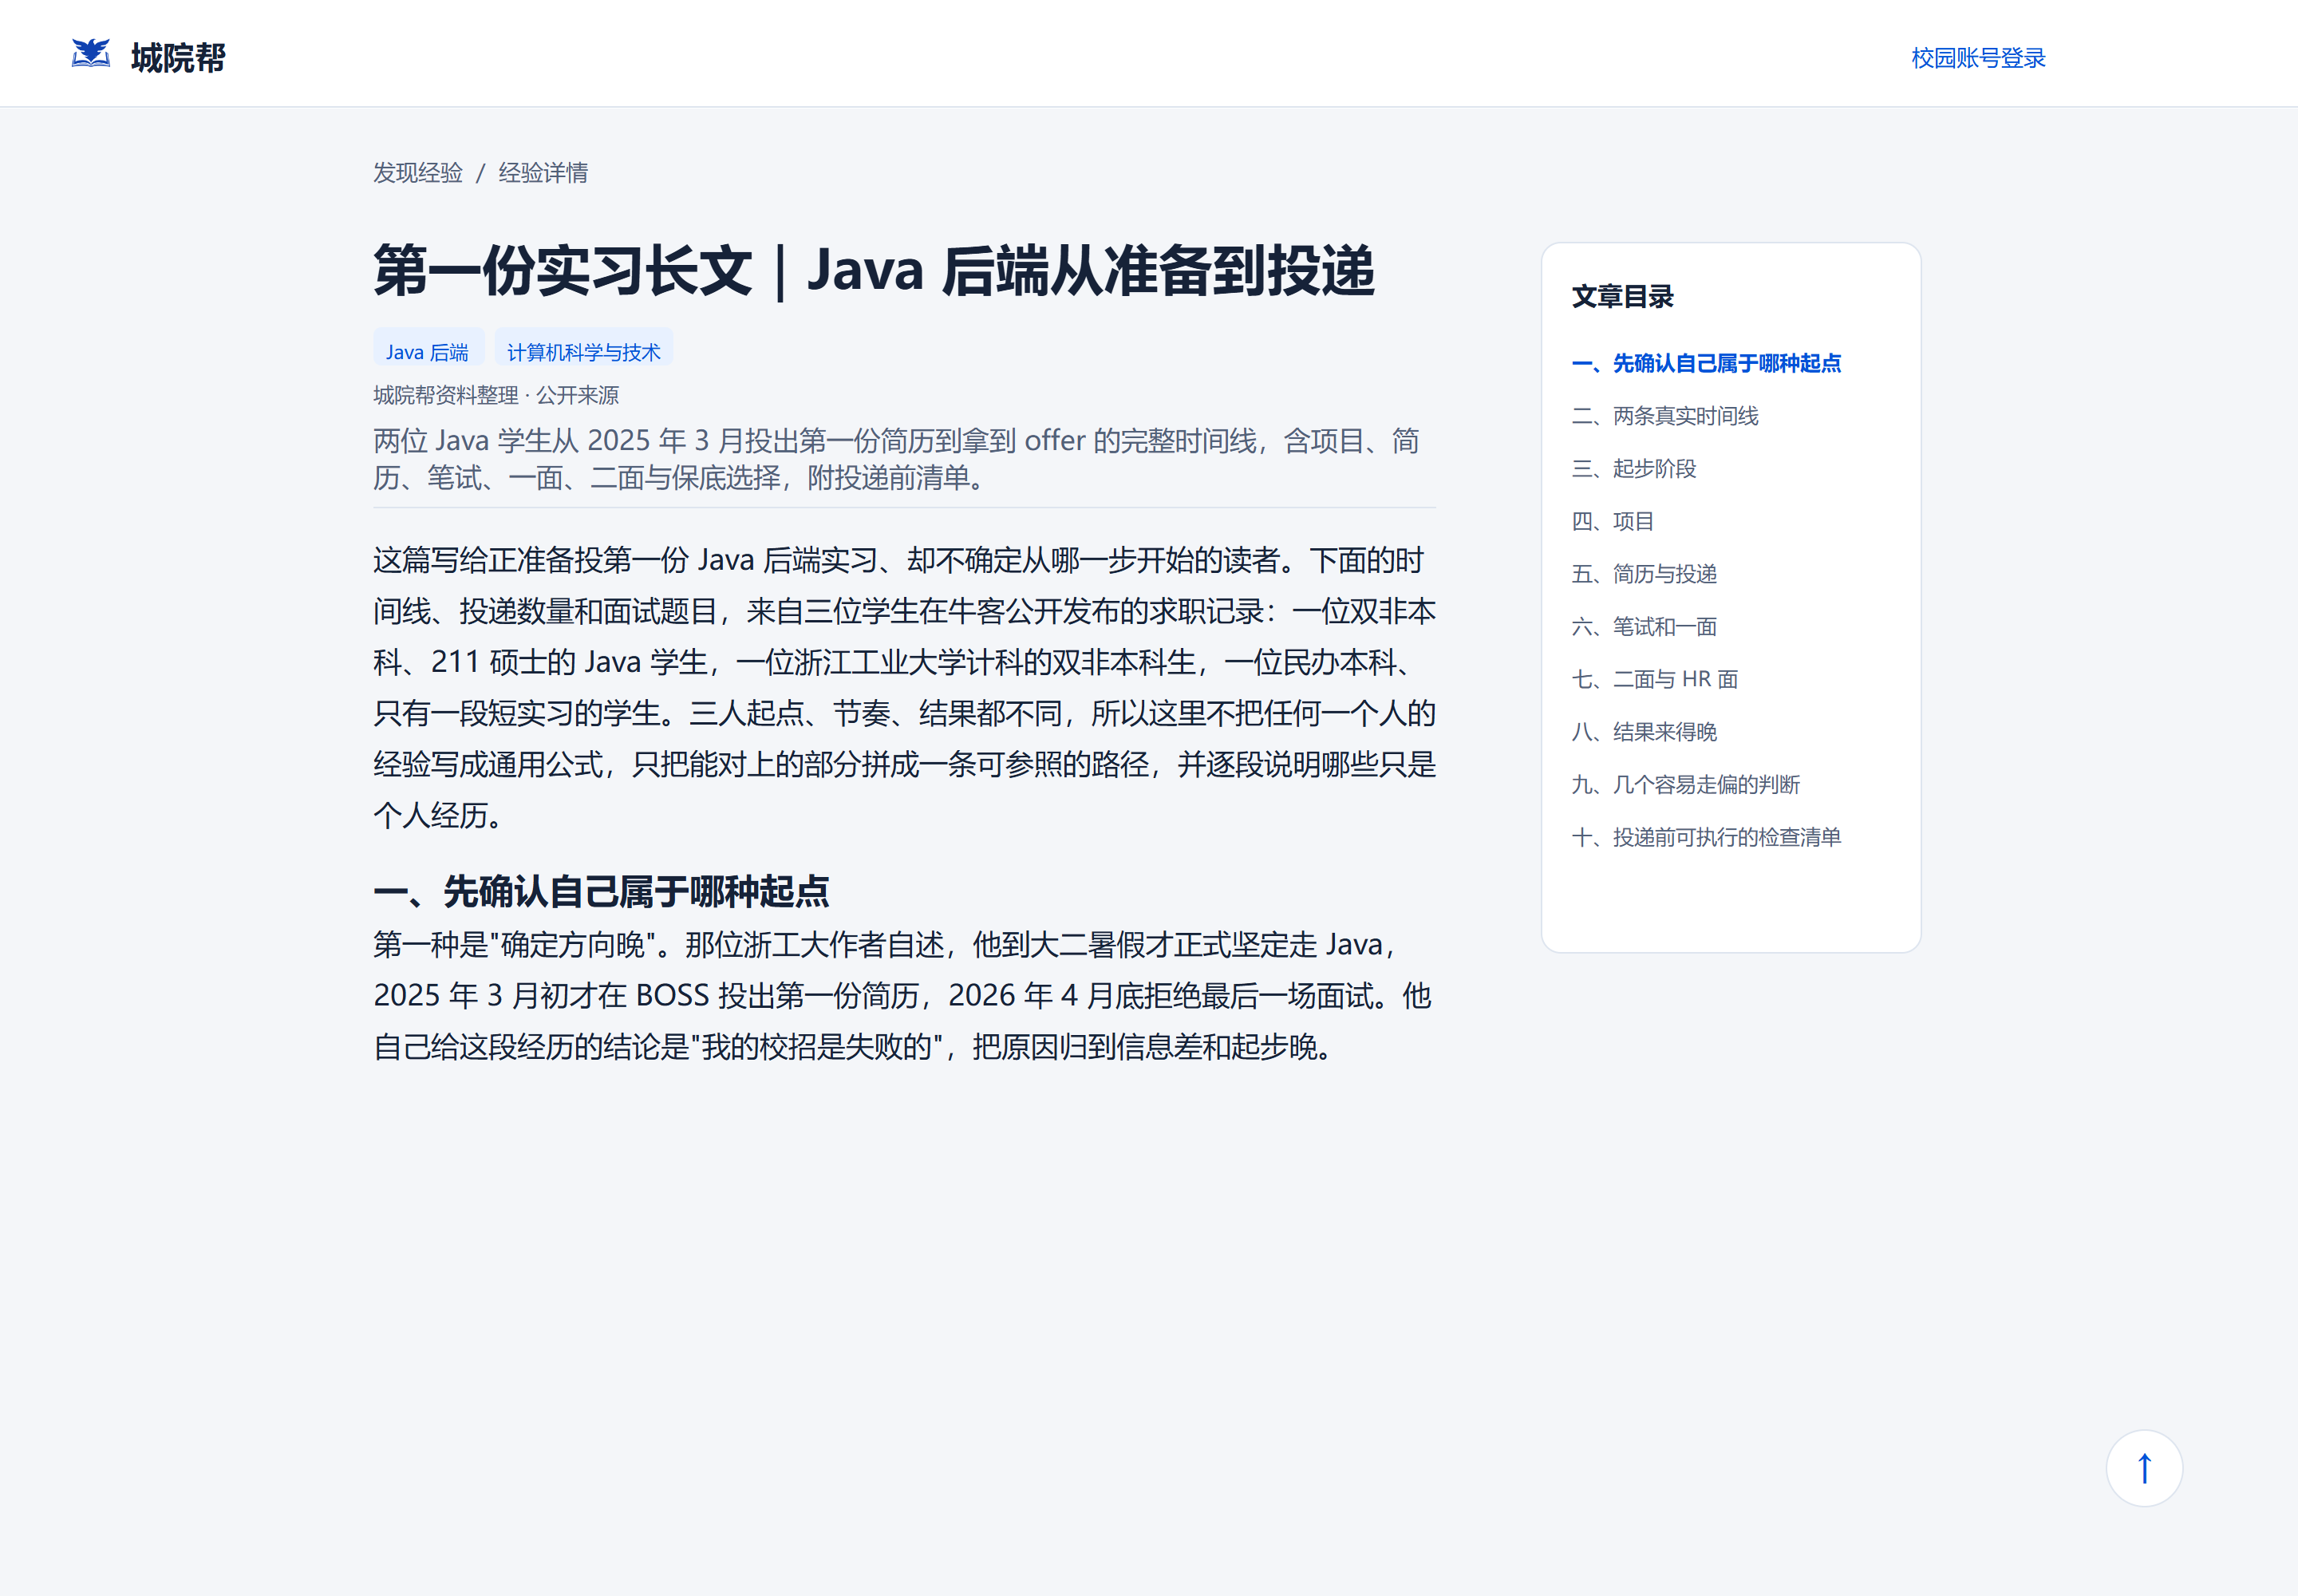 城院帮
校园账号登录
发现经验 / 经验详情
第一份实习长文｜Java 后端从准备到投递
Java 后端
计算机科学与技术
城院帮资料整理 · 公开来源
两位 Java 学生从 2025 年 3 月投出第一份简历到拿到 offer 的完整时间线，含项目、简
历、笔试、一面、二面与保底选择，附投递前清单。
这篇写给正准备投第一份 Java 后端实习、却不确定从哪一步开始的读者。下面的时
间线、投递数量和面试题目，来自三位学生在牛客公开发布的求职记录：一位双非本
科、211 硕士的 Java 学生，一位浙江工业大学计科的双非本科生，一位民办本科、
只有一段短实习的学生。三人起点、节奏、结果都不同，所以这里不把任何一个人的
经验写成通用公式，只把能对上的部分拼成一条可参照的路径，并逐段说明哪些只是
个人经历。
一、先确认自己属于哪种起点
第一种是"确定方向晚"。那位浙工大作者自述，他到大二暑假才正式坚定走 Java，
2025 年 3 月初才在 BOSS 投出第一份简历，2026 年 4 月底拒绝最后一场面试。他
自己给这段经历的结论是"我的校招是失败的"，把原因归到信息差和起步晚。
文章目录
一、先确认自己属于哪种起点
二、两条真实时间线
三、起步阶段
四、项目
五、简历与投递
六、笔试和一面
七、二面与 HR 面
八、结果来得晚
九、几个容易走偏的判断
十、投递前可执行的检查清单
↑